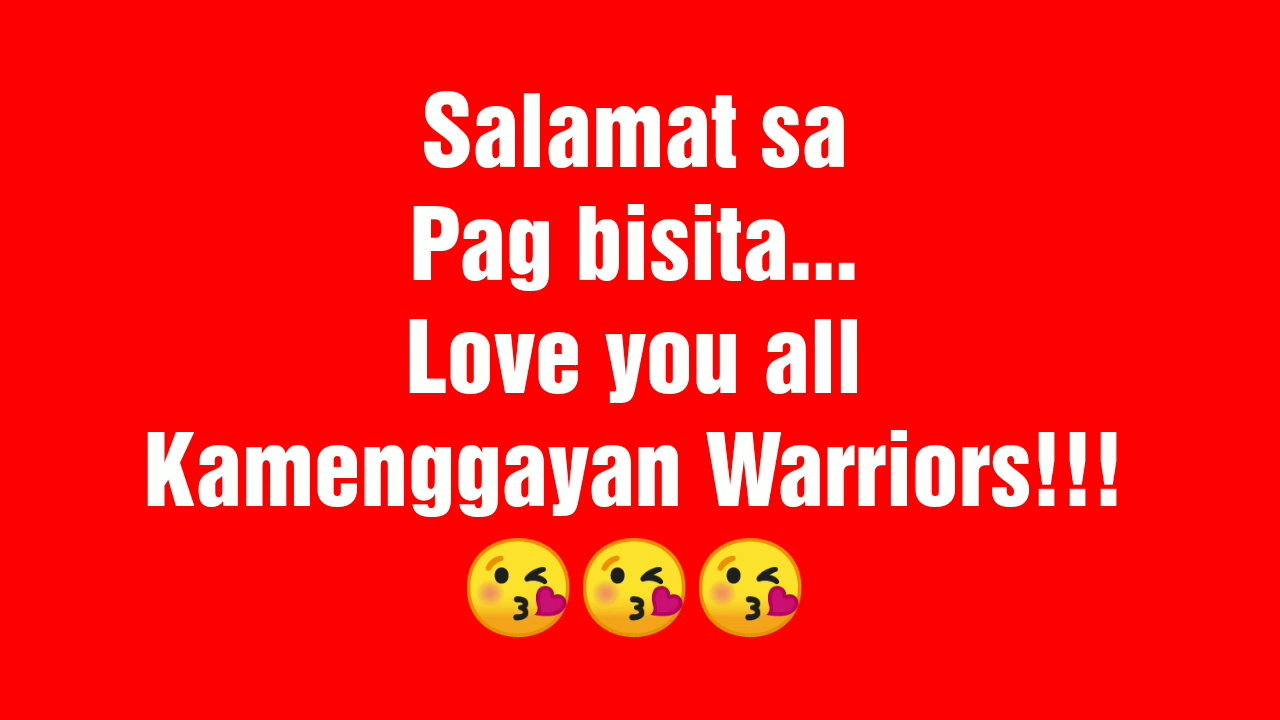 Salamat sa
Pag bisita...
Love you all
Kamenggayan Warriors!!!
😘😘😘